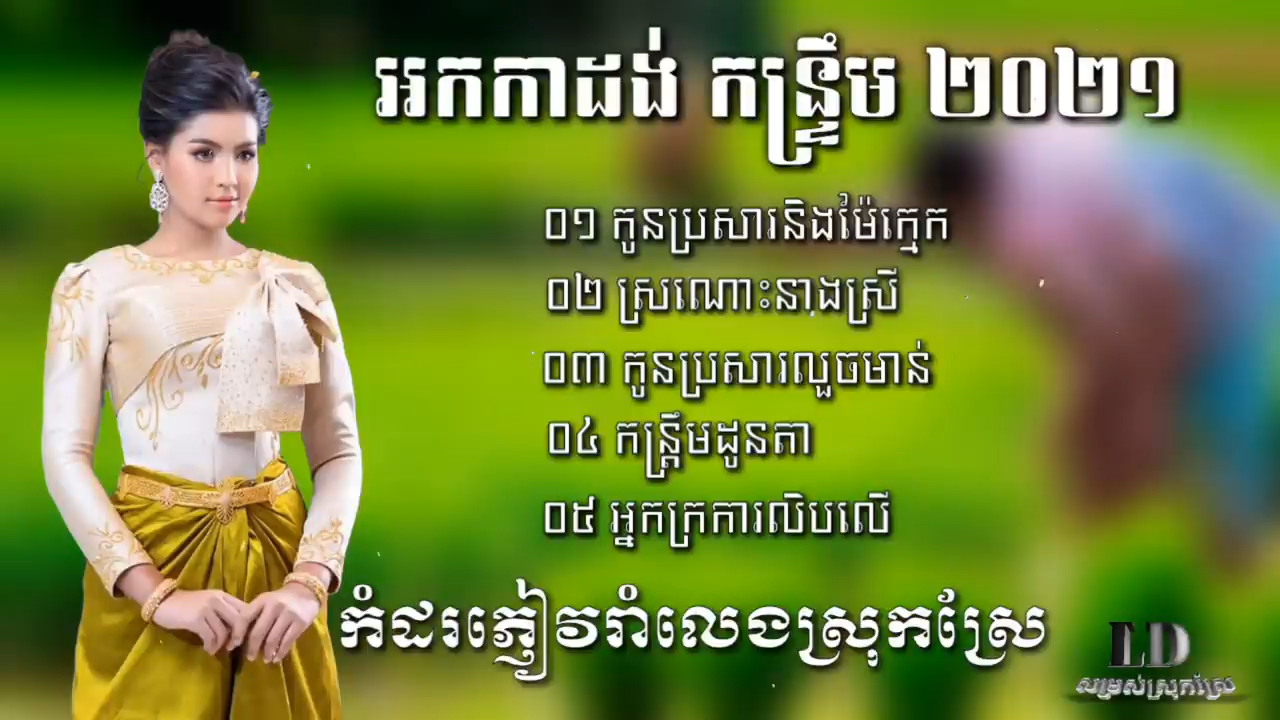 អកកាដង់ កន្ទ្រឹម ២០២១
០១ កូនប្រសារនិងម៉ែក្មេក
០២ ស្រណោះនាងស្រី
០៣ កូនប្រសារលួចមាន់
០៤ កន្ត្រឹមដូនតា
០៥ អ្នកក្រការលិបលើ
កំដរភ្ញៀវរាំលេងស្រុកស្រែ
LD
សម្រស់ស្រុកស្រែ